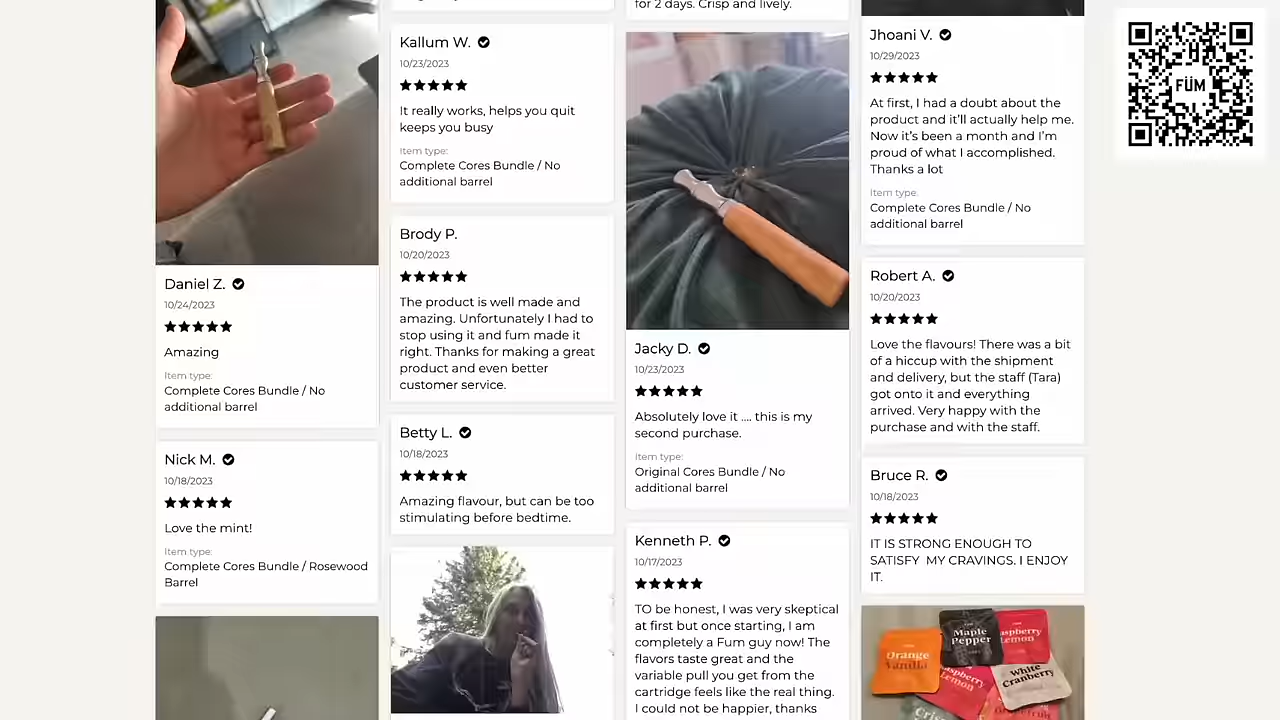 Daniel Z.
10/24/2023
Amazing
Item type:
Complete Cores Bundle / No
additional barrel
Nick M.
10/18/2023
Love the mint!
Item type:
Complete Cores Bundle / Rosewood
Barrel
Kallum W.
10/23/2023
It really works, helps you quit
keeps you busy
Item type:
Complete Cores Bundle / No
additional barrel
Brody P.
10/20/2023
The product is well made and
amazing. Unfortunately I had to
stop using it and fum made it
right. Thanks for making a great
product and even better
customer service.
Betty L.
10/18/2023
Amazing flavour, but can be too
stimulating before bedtime.
for 2 days. Crisp and lively.
Jacky D.
10/23/2023
Absolutely love it .... this is my
second purchase.
Item type:
Original Cores Bundle / No
additional barrel
Kenneth P.
10/17/2023
TO be honest, I was very skeptical
at first but once starting, I am
completely a Fum guy now! The
flavors taste great and the
variable pull you get from the
cartridge feels like the real thing.
I could not be happier, thanks
Jhoani V.
10/29/2023
At first, I had a doubt about the
product and it'll actually help me.
Now it's been a month and I'm
proud of what I accomplished.
Thanks a lot
Item type:
Complete Cores Bundle / No
additional barrel
Robert A.
10/20/2023
Love the flavours! There was a bit
of a hiccup with the shipment
and delivery, but the staff (Tara)
got onto it and everything
arrived. Very happy with the
purchase and with the staff.
Bruce R.
10/18/2023
IT IS STRONG ENOUGH TO
SATISFY MY CRAVINGS. I ENJOY
IT.
Orange
Vanilla
Maple
Pepper
Raspberry
Lemon
Raspberry
Lemon
White
Cranberry
FÜM